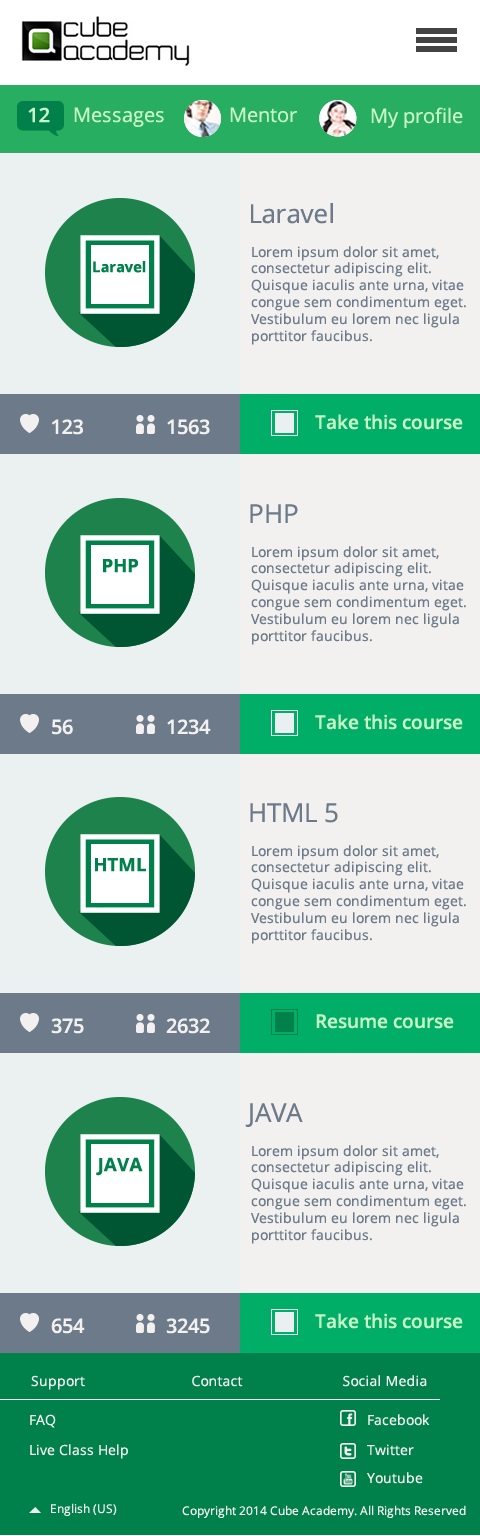 cube
academy
12 Messages Mentor My profile
Laravel
Laravel
Lorem ipsum dolor sit amet,
consectetur adipiscing elit.
Quisque iaculis ante urna, vitae
congue sem condimentum eget.
Vestibulum eu lorem nec ligula
porttitor faucibus.
123 1563 Take this course
PHP
PHP
Lorem ipsum dolor sit amet,
consectetur adipiscing elit.
Quisque iaculis ante urna, vitae
congue sem condimentum eget.
Vestibulum eu lorem nec ligula
porttitor faucibus.
56 1234 Take this course
HTML
HTML 5
Lorem ipsum dolor sit amet,
consectetur adipiscing elit.
Quisque iaculis ante urna, vitae
congue sem condimentum eget.
Vestibulum eu lorem nec ligula
porttitor faucibus.
375 2632 Resume course
JAVA
JAVA
Lorem ipsum dolor sit amet,
consectetur adipiscing elit.
Quisque iaculis ante urna, vitae
congue sem condimentum eget.
Vestibulum eu lorem nec ligula
porttitor faucibus.
654 3245 Take this course
Support Contact Social Media
FAQ Facebook
Live Class Help Twitter
Youtube
English (US) Copyright 2014 Cube Academy. All Rights Reserved